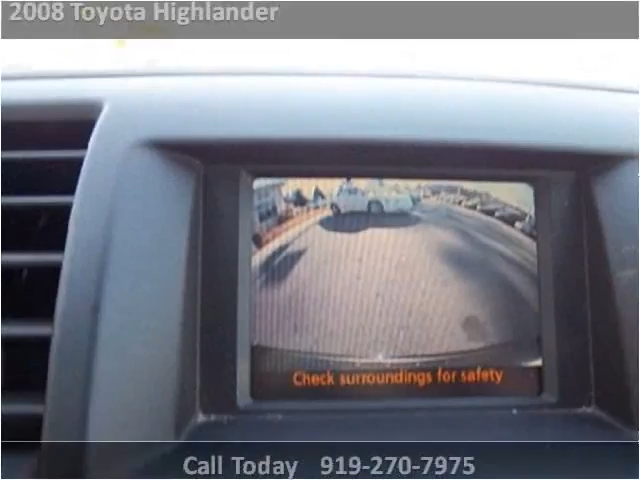 2008 Toyota Highlander
Check surroundings for safety
Call Today 919-270-7975